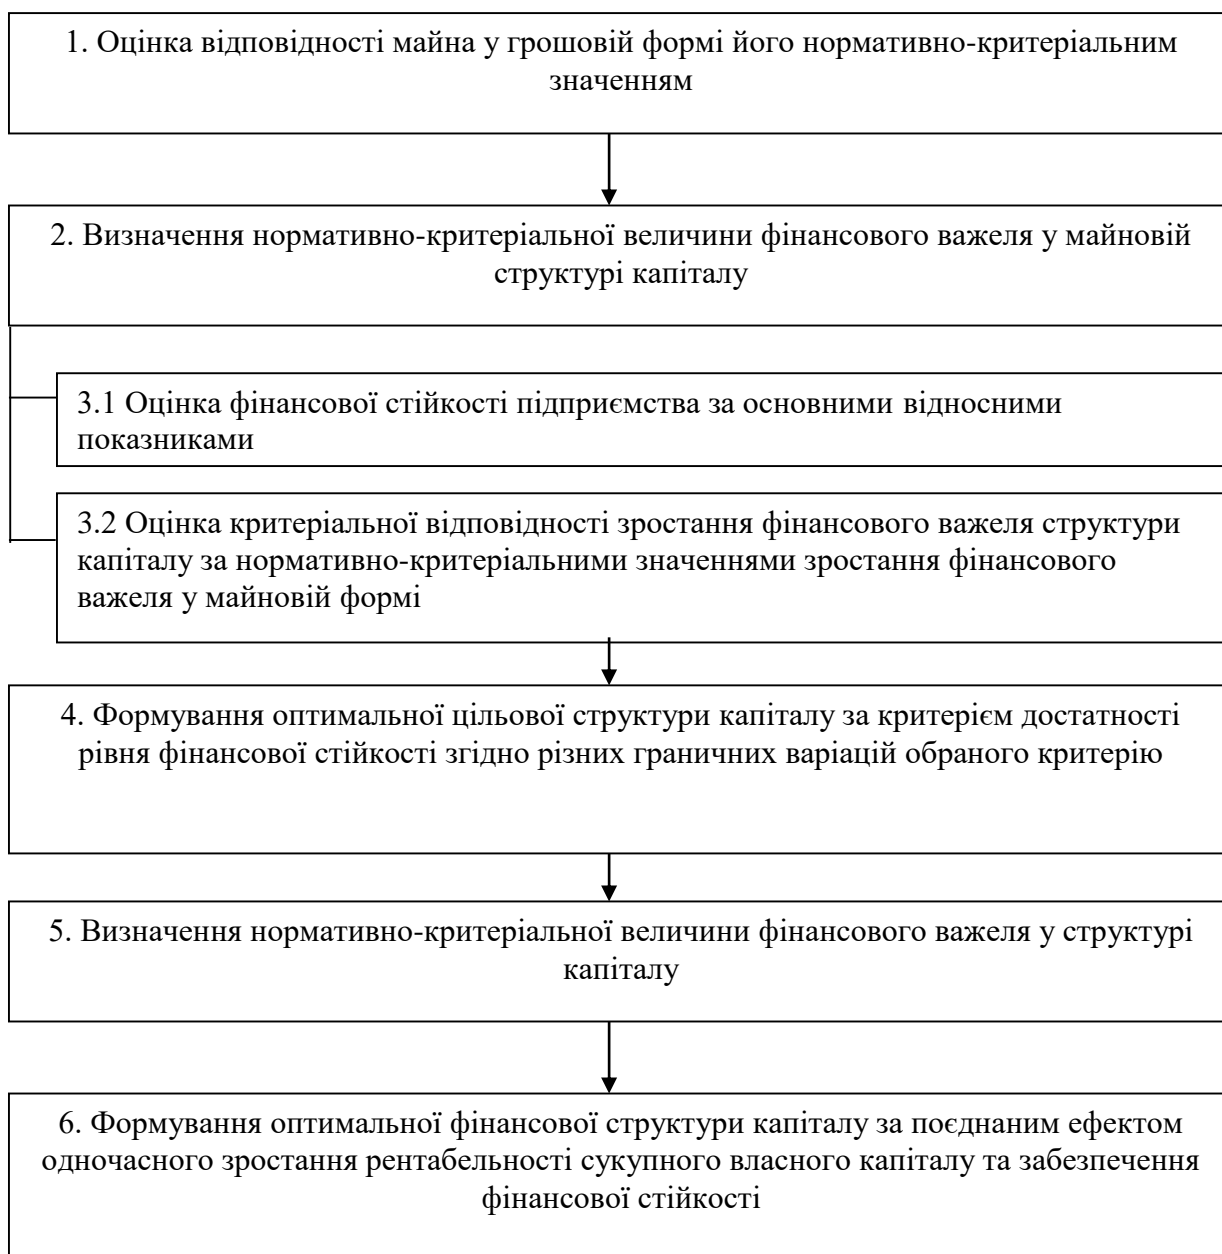 1. Оцінка відповідності майна у грошовій формі його нормативно-критеріальним
значенням
2. Визначення нормативно-критеріальної величини фінансового важеля у майновій
структурі капіталу
3.1 Оцінка фінансової стійкості підприємства за основними відносними
показниками
3.2 Оцінка критеріальної відповідності зростання фінансового важеля структури
капіталу за нормативно-критеріальними значеннями зростання фінансового
важеля у майновій формі
4. Формування оптимальної цільової структури капіталу за критерієм достатності
рівня фінансової стійкості згідно різних граничних варіацій обраного критерію
5. Визначення нормативно-критеріальної величини фінансового важеля у структурі
капіталу
6. Формування оптимальної фінансової структури капіталу за поєднаним ефектом
одночасного зростання рентабельності сукупного власного капіталу та забезпечення
фінансової стійкості